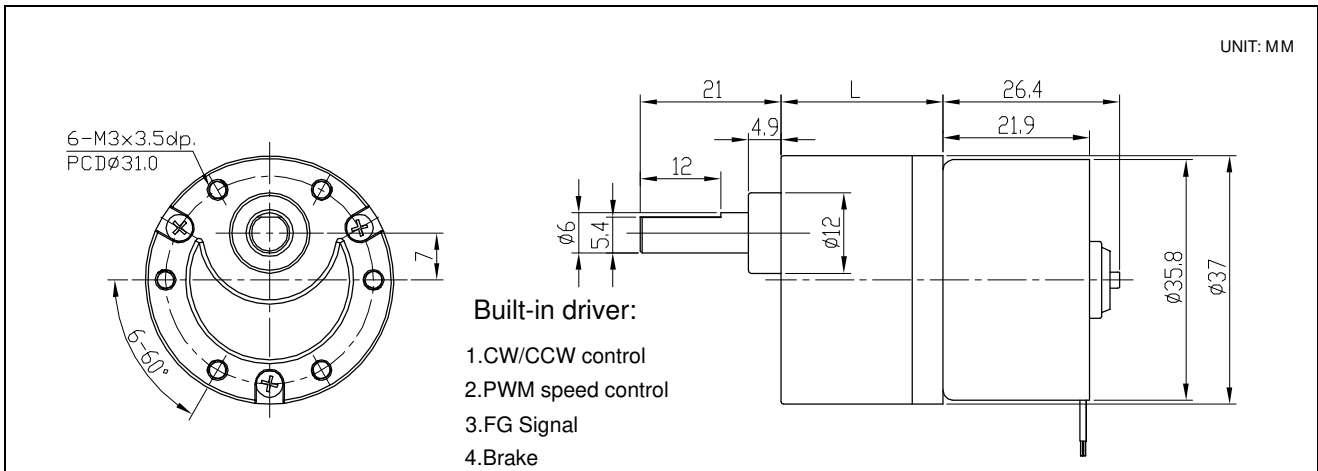 UNIT: MM
21
L
26.4
4.9
21.9
12
6-M3x3.5dp.
PCDØ31.0
Ø6
5.4
Ø12
7
Ø35.8
Ø37
6-60°
Built-in driver:
1.CW/CCW control
2.PWM speed control
3.FG Signal
4.Brake